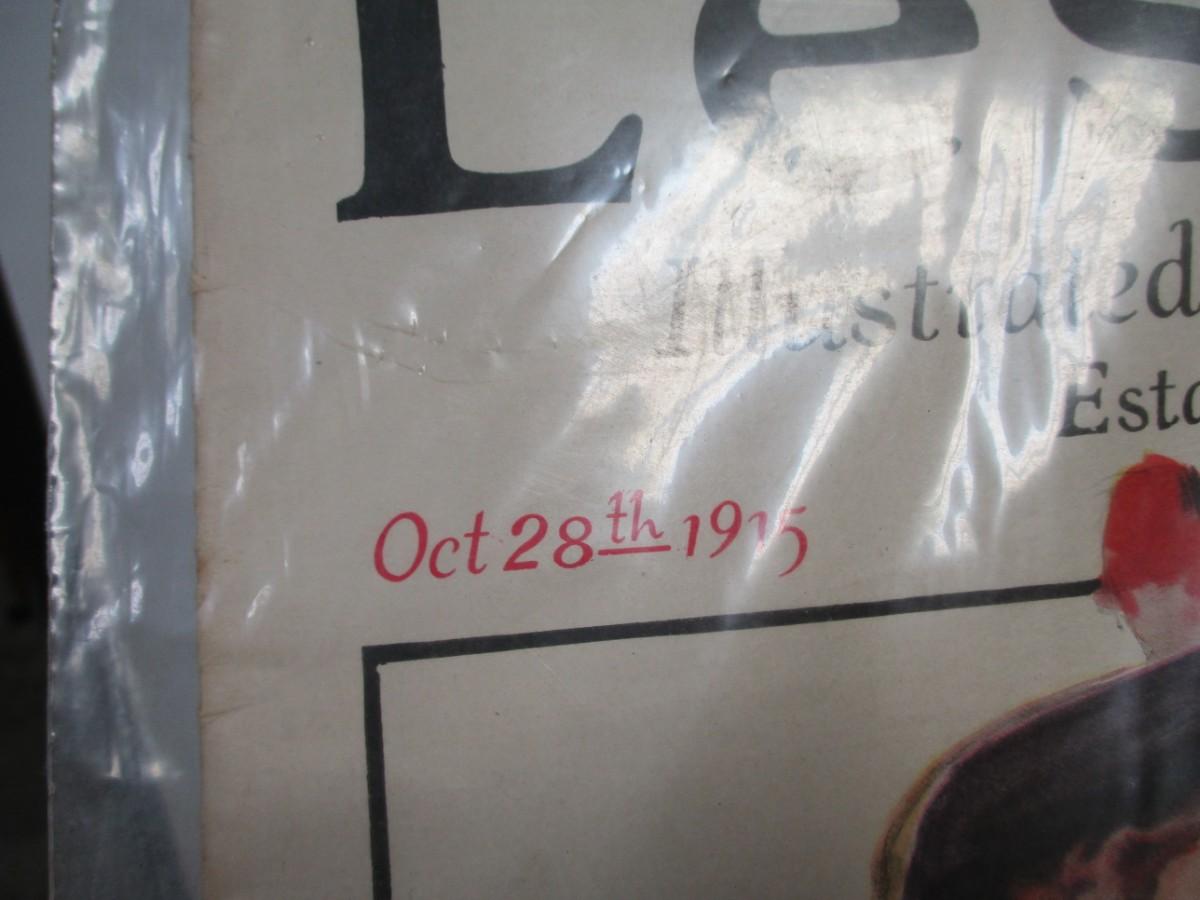 Les
Illustrated
Esta
Oct 28th 1915